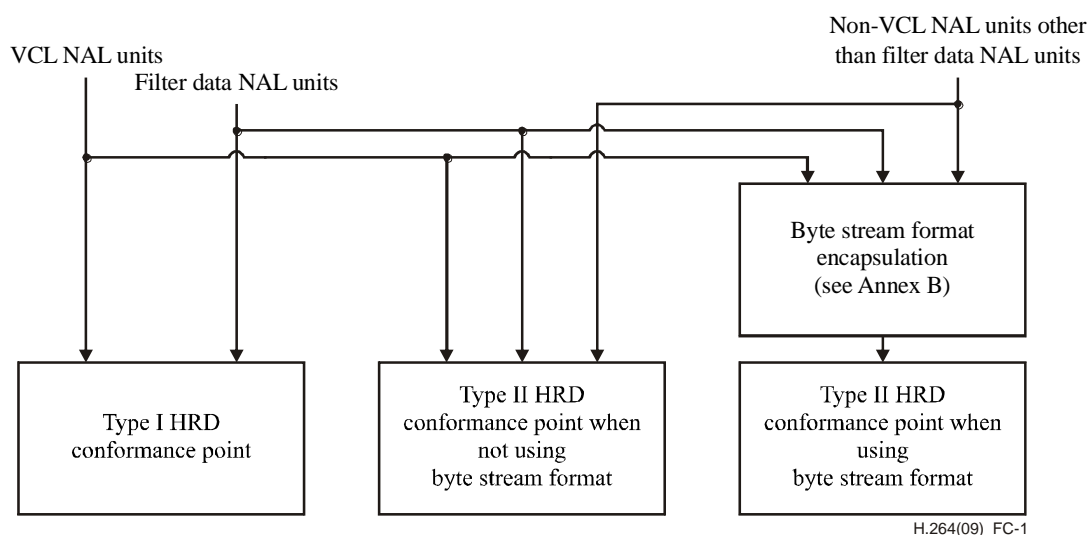 VCL NAL units
Filter data NAL units
Non-VCL NAL units other
than filter data NAL units
Byte stream format
encapsulation
(see Annex B)
Type I HRD
conformance point
Type II HRD
conformance point when
not using
byte stream format
Type II HRD
conformance point when
using
byte stream format
H.264(09)_FC-1